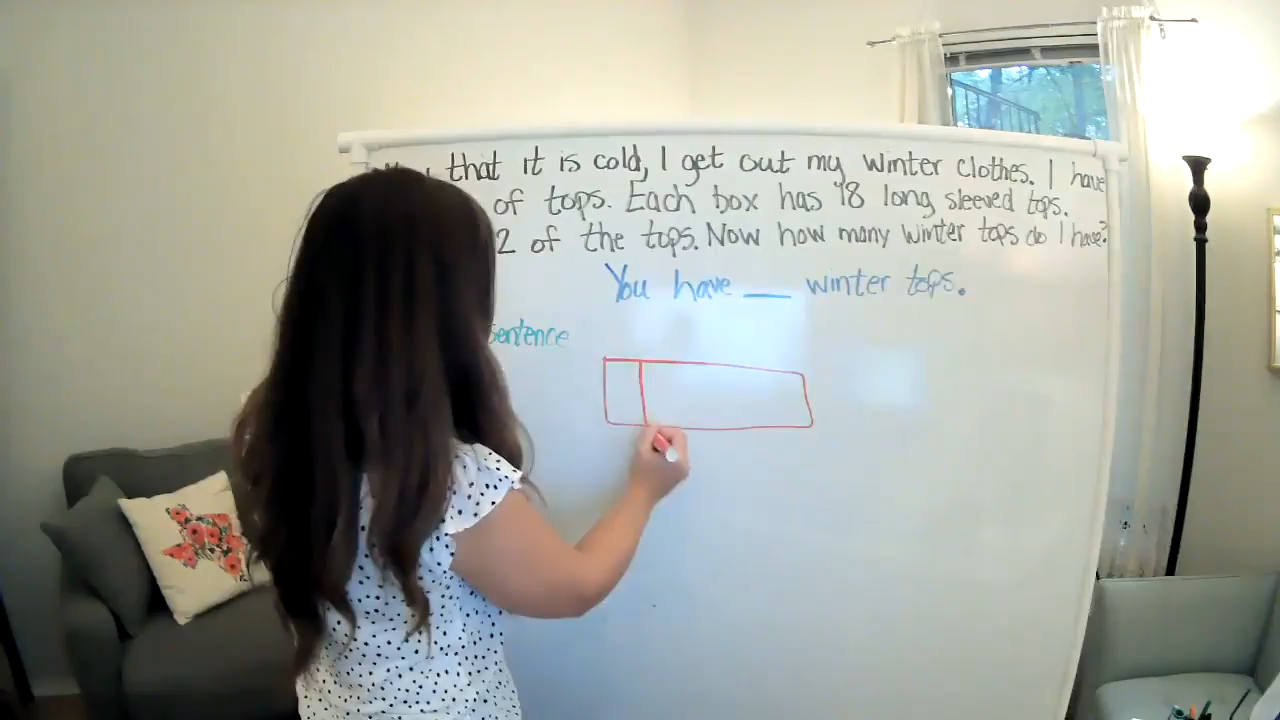 that it is cold, I get out my winter clothes. I have
of tops. Each box has 18 long sleeved tops.
2 of the tops. Now how many winter tops do I have?
You have ___ winter tops.
sentence